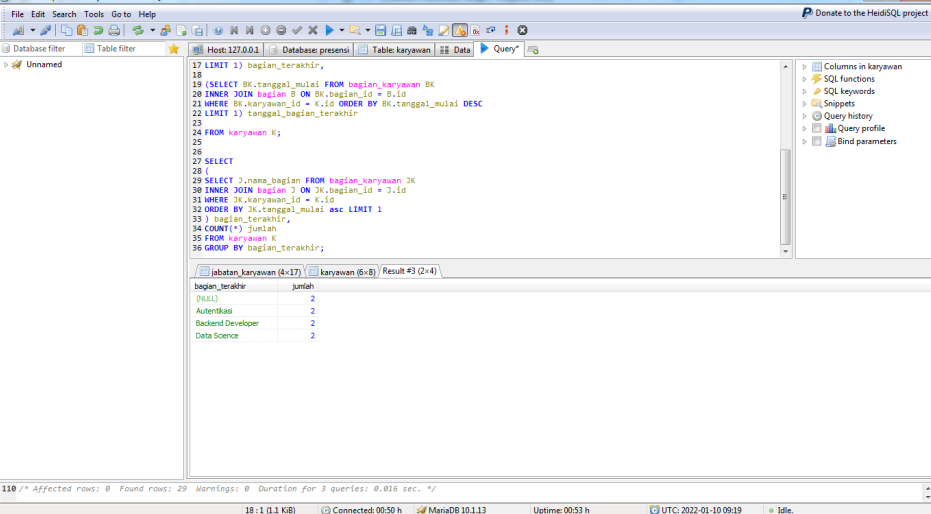 File Edit Search Tools Go to Help
Donate to the HeidiSQL project
Database filter Table filter
Host: 127.0.0.1 Database: presensi Table: karyawan Data Query*
Unnamed
17 LIMIT 1) bagian_terakhir,
18
19 (SELECT BK.tanggal_mulai FROM bagian_karyawan BK
20 INNER JOIN bagian B ON BK.bagian_id = B.id
21 WHERE BK.karyawan_id = K.id ORDER BY BK.tanggal_mulai DESC
22 LIMIT 1) tanggal_bagian_terakhir
23
24 FROM karyawan K;
25
26
27 SELECT
28 (
29 SELECT J.nama_bagian FROM bagian_karyawan JK
30 INNER JOIN bagian J ON JK.bagian_id = J.id
31 WHERE JK.karyawan_id = K.id
32 ORDER BY JK.tanggal_mulai asc LIMIT 1
33 ) bagian_terakhir,
34 COUNT(*) jumlah
35 FROM karyawan K
36 GROUP BY bagian_terakhir;
Columns in karyawan
SQL functions
SQL keywords
Snippets
Query history
Query profile
Bind parameters
jabatan_karyawan (4×17) karyawan (6×8) Result #3 (2×4)
bagian_terakhir jumlah
(NULL) 2
Autentikasi 2
Backend Developer 2
Data Science 2
110 /* Affected rows: 0 Found rows: 29 Warnings: 0 Duration for 3 queries: 0.016 sec. */
18 : 1 (1.1 KiB) Connected: 00:50 h MariaDB 10.1.13 Uptime: 00:53 h UTC: 2022-01-10 09:19 Idle.